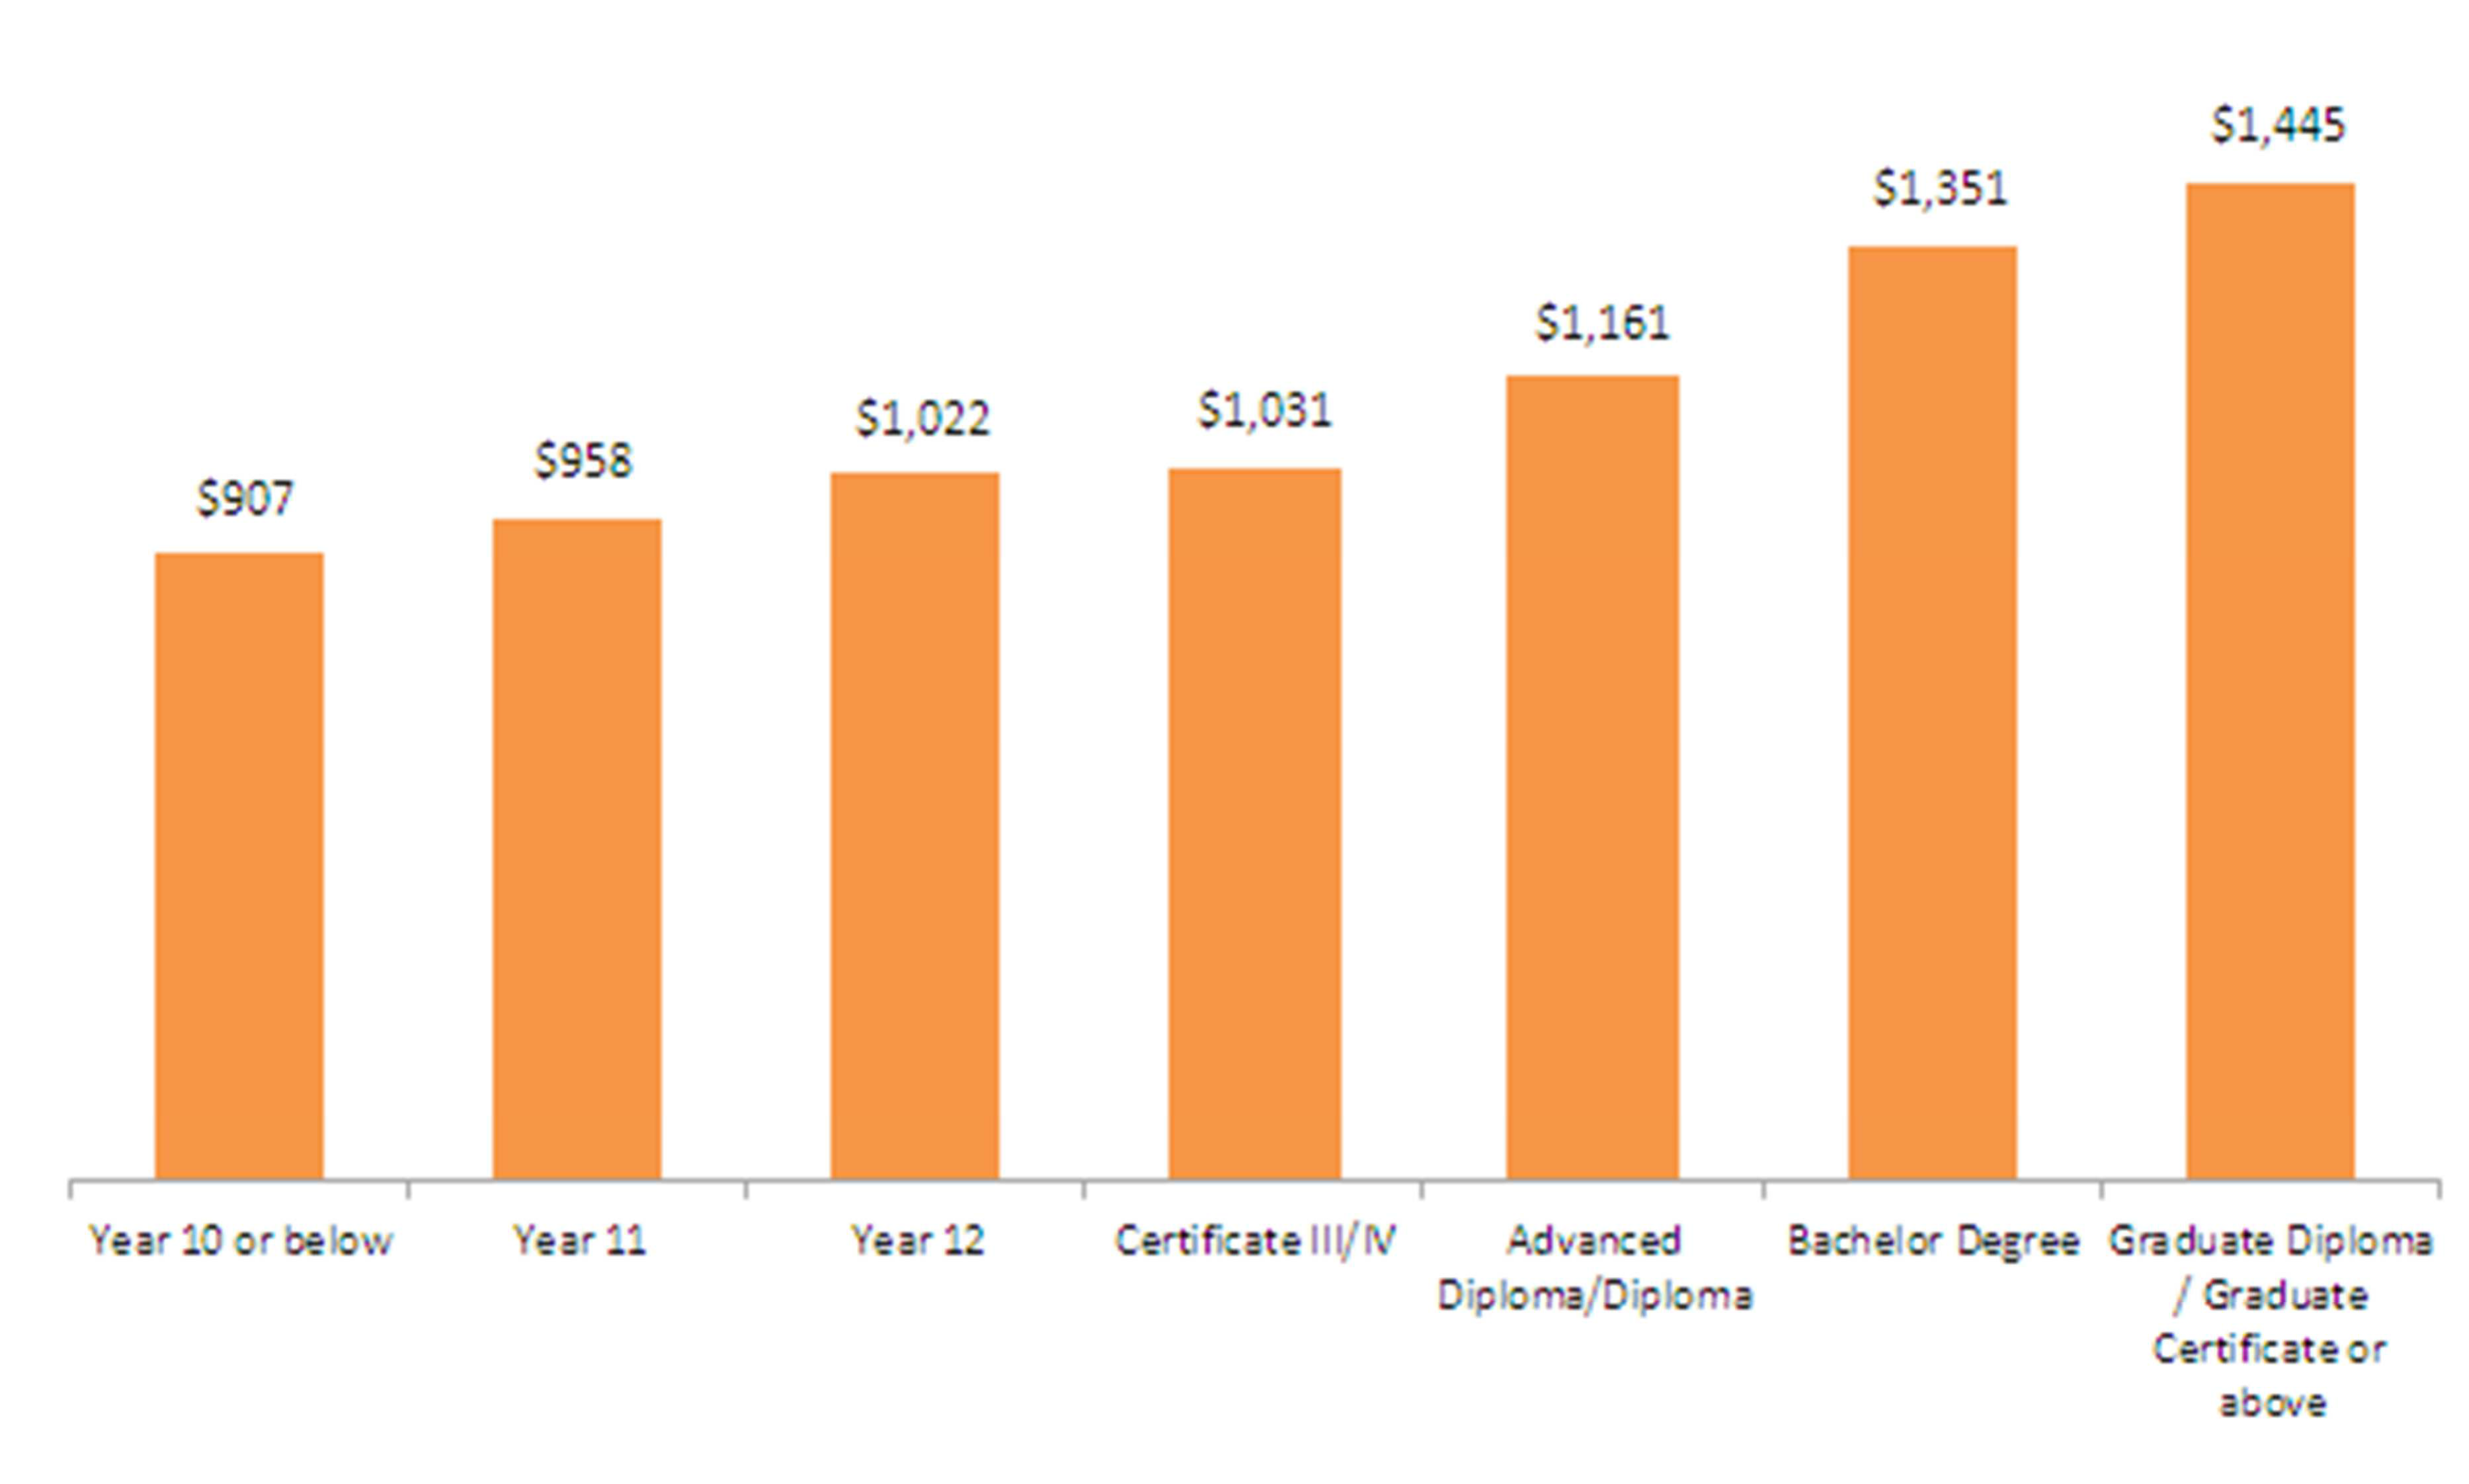 $907
$958
$1,022
$1,031
$1,161
$1,351
$1,445
Year 10 or below
Year 11
Year 12
Certificate III/IV
Advanced
Diploma/Diploma
Bachelor Degree
Graduate Diploma
/ Graduate
Certificate or
above